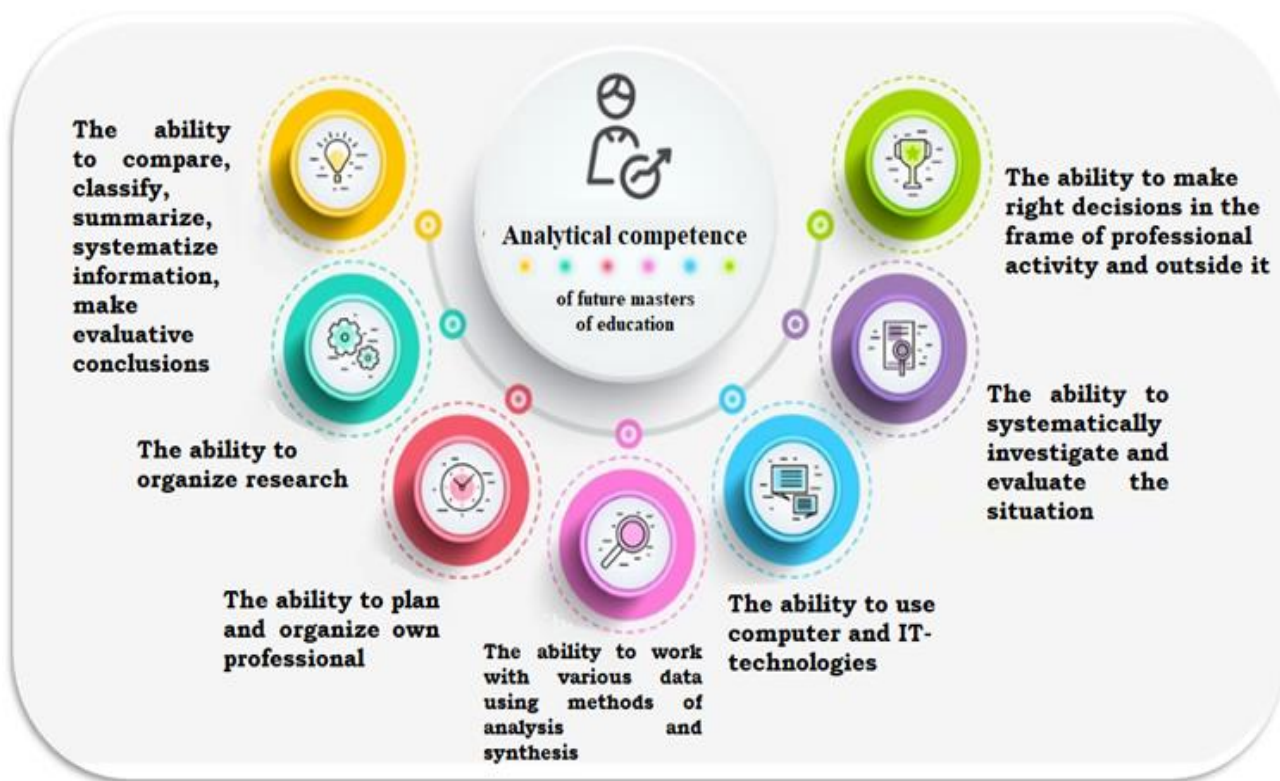 Analytical competence
of future masters
of education
The ability
to compare,
classify,
summarize,
systematize
information,
make
evaluative
conclusions
The ability to
organize research
The ability to plan
and organize own
professional
The ability to work
with various data
using methods of
analysis and
synthesis
The ability to use
computer and IT-
technologies
The ability to
systematically
investigate and
evaluate the
situation
The ability to make
right decisions in the
frame of professional
activity and outside it